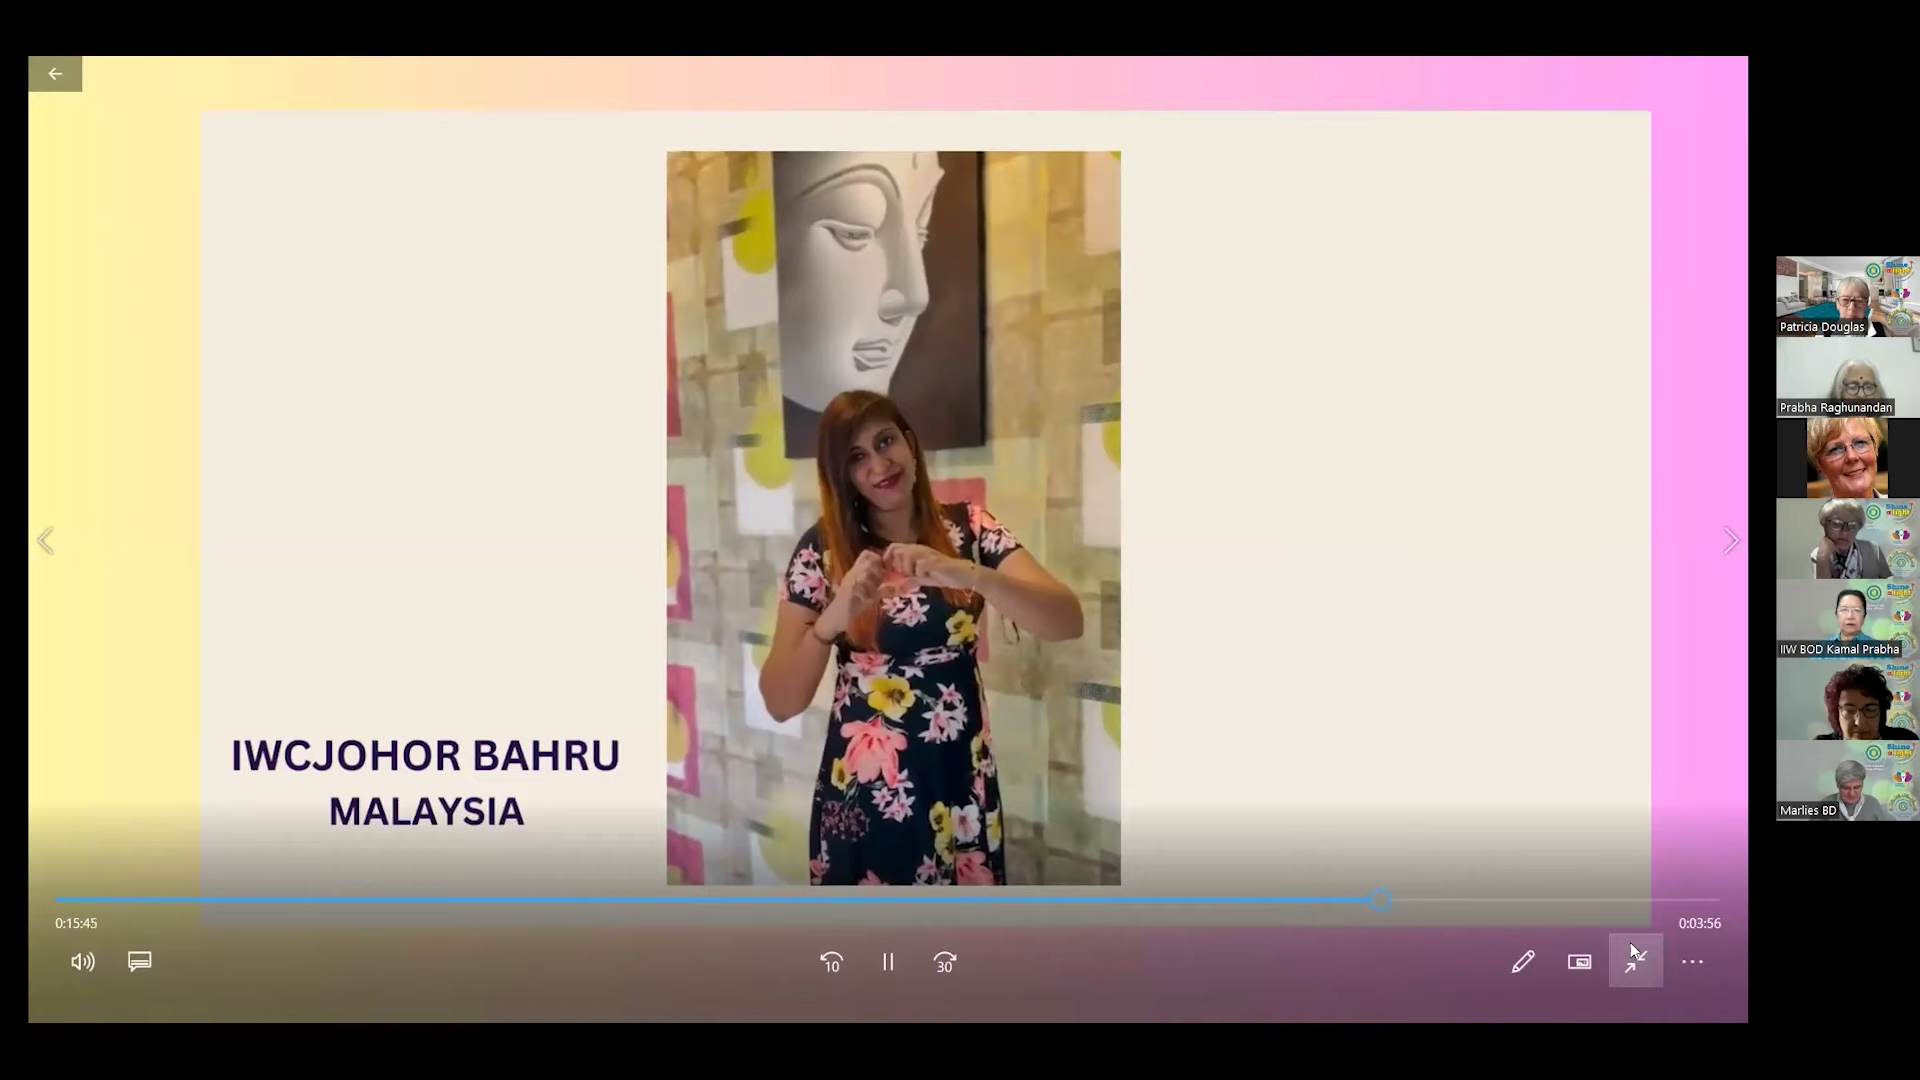 IWCJOHOR BAHRU
MALAYSIA
0:15:45
0:03:56
10
30
Patricia Douglas
Prabha Raghunandan
IIW BOD Kamal Prabha
Marlies BD